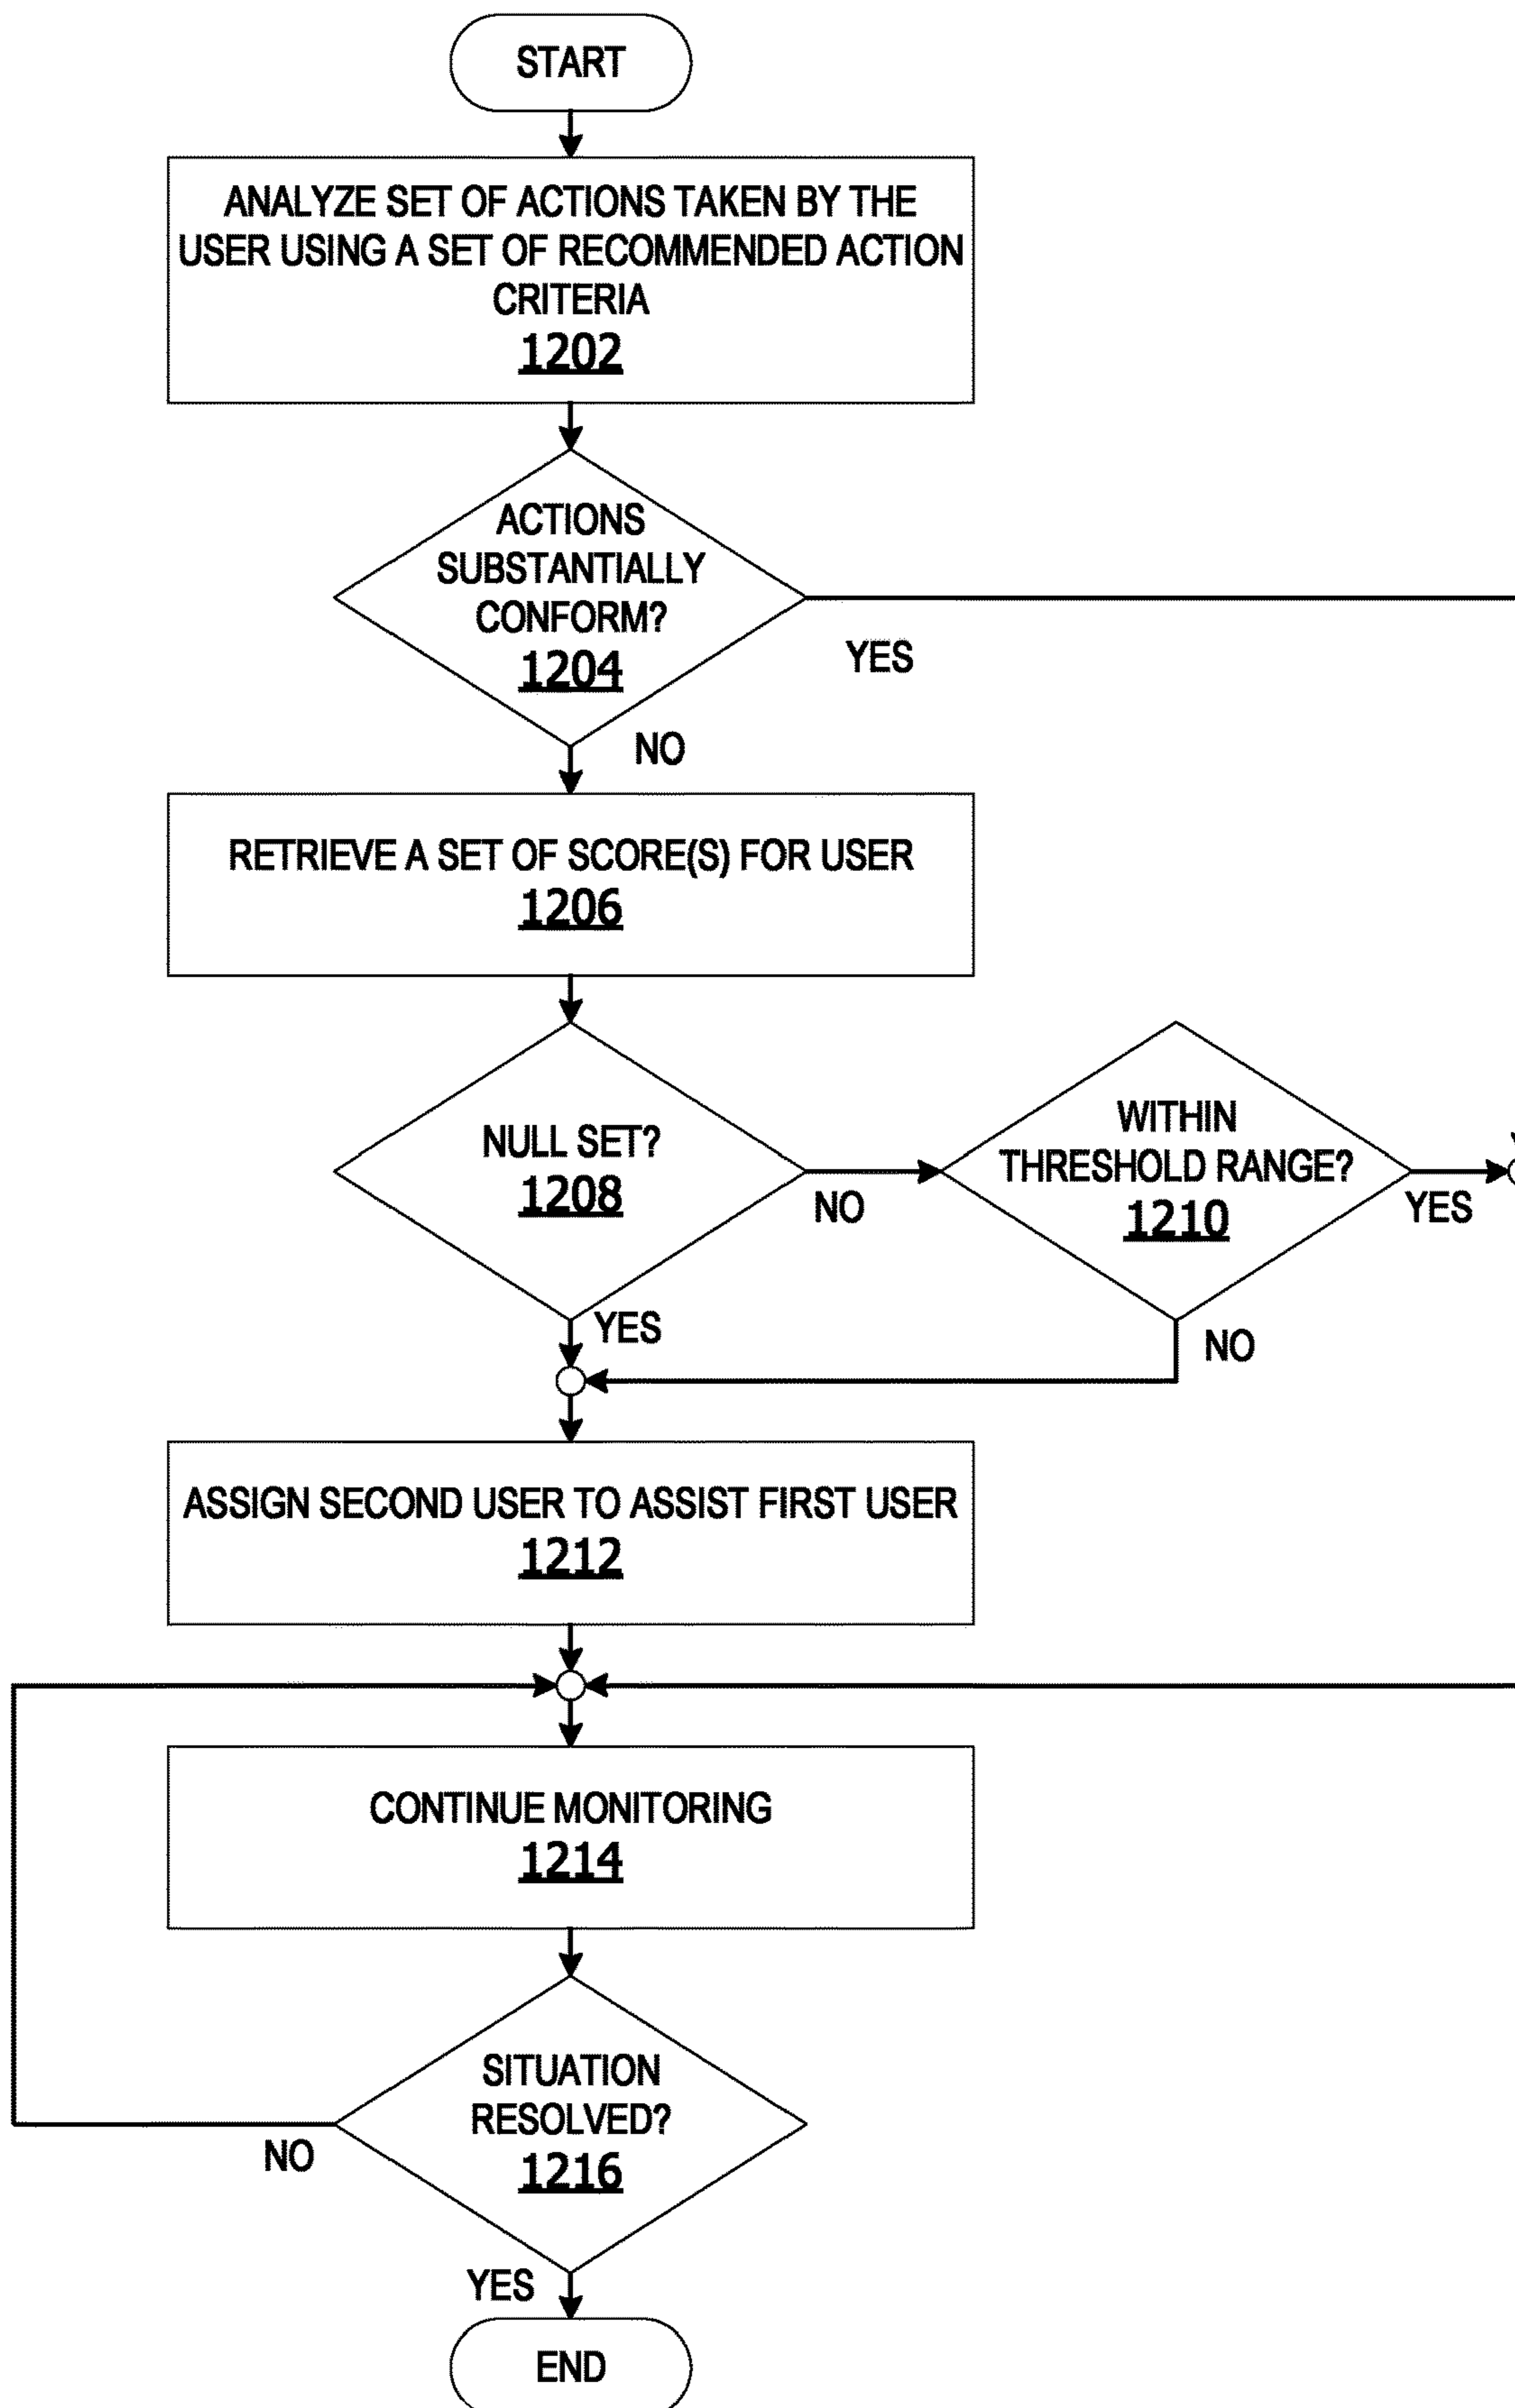 START
ANALYZE SET OF ACTIONS TAKEN BY THE
USER USING A SET OF RECOMMENDED ACTION
CRITERIA
1202
ACTIONS
SUBSTANTIALLY
CONFORM?
1204
YES
NO
RETRIEVE A SET OF SCORE(S) FOR USER
1206
NULL SET?
1208
NO
WITHIN
THRESHOLD RANGE?
1210
YES
YES
NO
ASSIGN SECOND USER TO ASSIST FIRST USER
1212
CONTINUE MONITORING
1214
SITUATION
RESOLVED?
1216
NO
YES
END